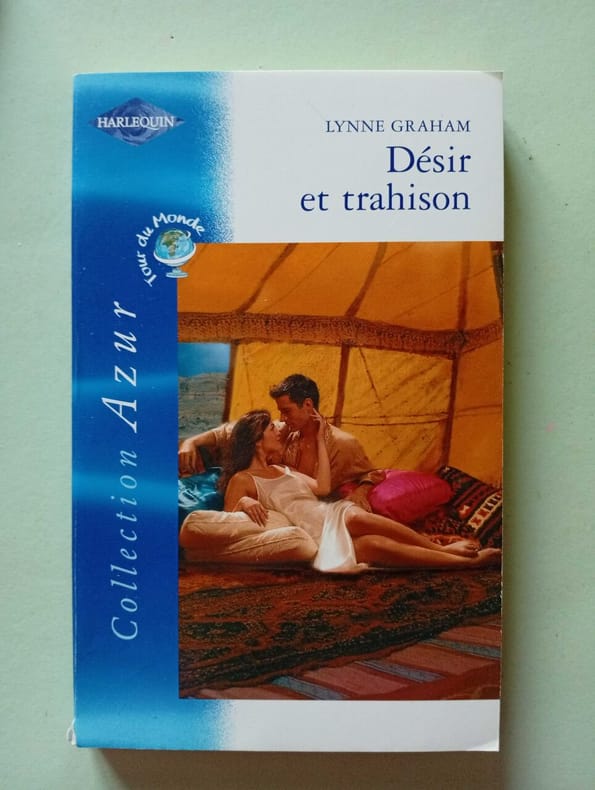 HARLEQUIN
LYNNE GRAHAM
Désir
et trahison
Tour du Monde
Collection Azur